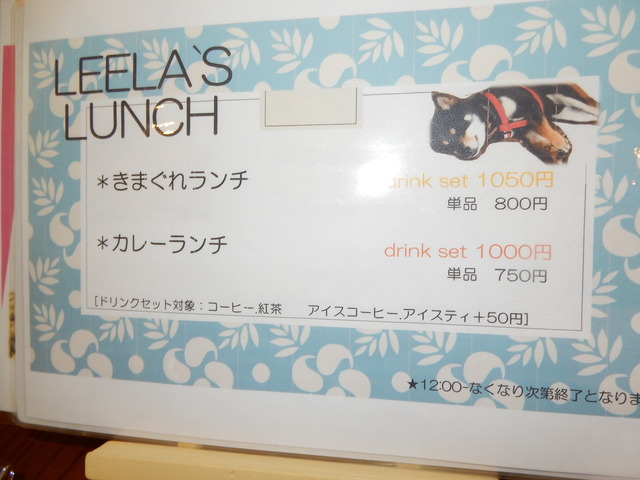 LEELA`S
LUNCH
*きまぐれランチ
drink set 1050円
単品 800円
*カレーランチ
drink set 1000円
単品 750円
[ドリンクセット対象：コーヒー.紅茶 アイスコーヒー.アイスティ+50円]
★12:00-なくなり次第終了となりま